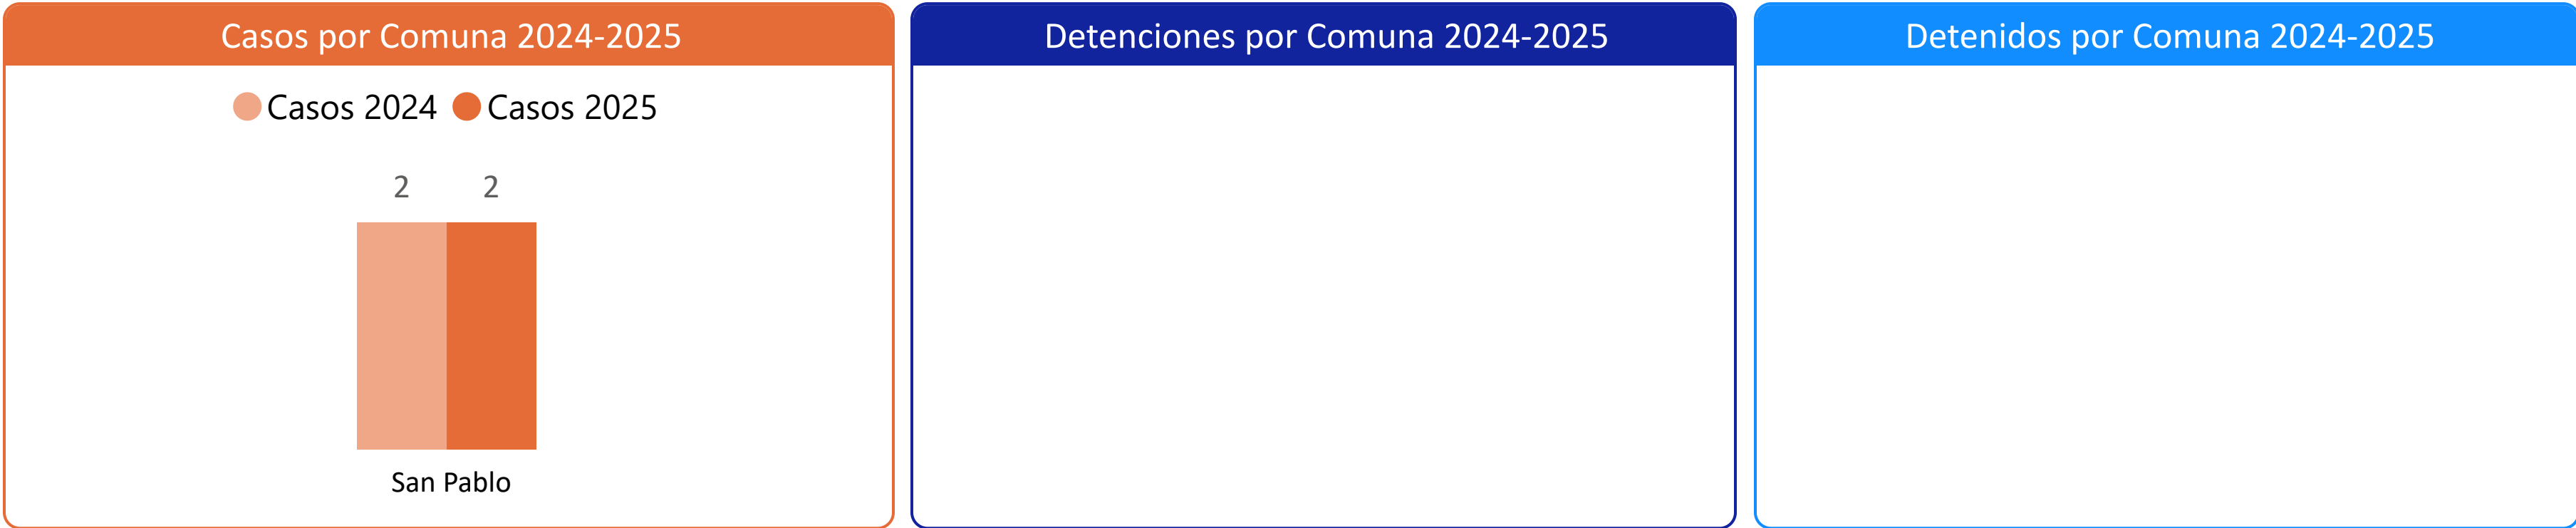 Casos por Comuna 2024-2025
Casos 2024 Casos 2025
2 2
San Pablo
Detenciones por Comuna 2024-2025
Detenidos por Comuna 2024-2025